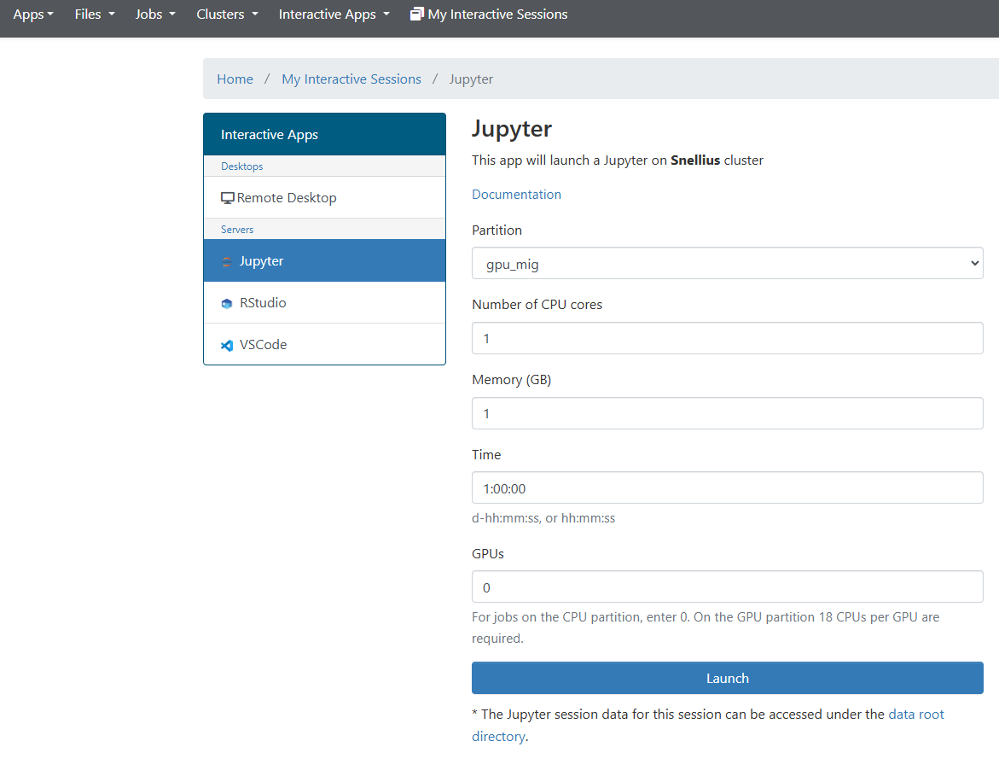 Apps Files Jobs Clusters Interactive Apps My Interactive Sessions
Home / My Interactive Sessions / Jupyter
Interactive Apps
Desktops
Remote Desktop
Servers
Jupyter
RStudio
VSCode
Jupyter
This app will launch a Jupyter on Snellius cluster
Documentation
Partition
gpu_mig
Number of CPU cores
1
Memory (GB)
1
Time
1:00:00
d-hh:mm:ss, or hh:mm:ss
GPUs
0
For jobs on the CPU partition, enter 0. On the GPU partition 18 CPUs per GPU are
required.
Launch
* The Jupyter session data for this session can be accessed under the data root
directory.